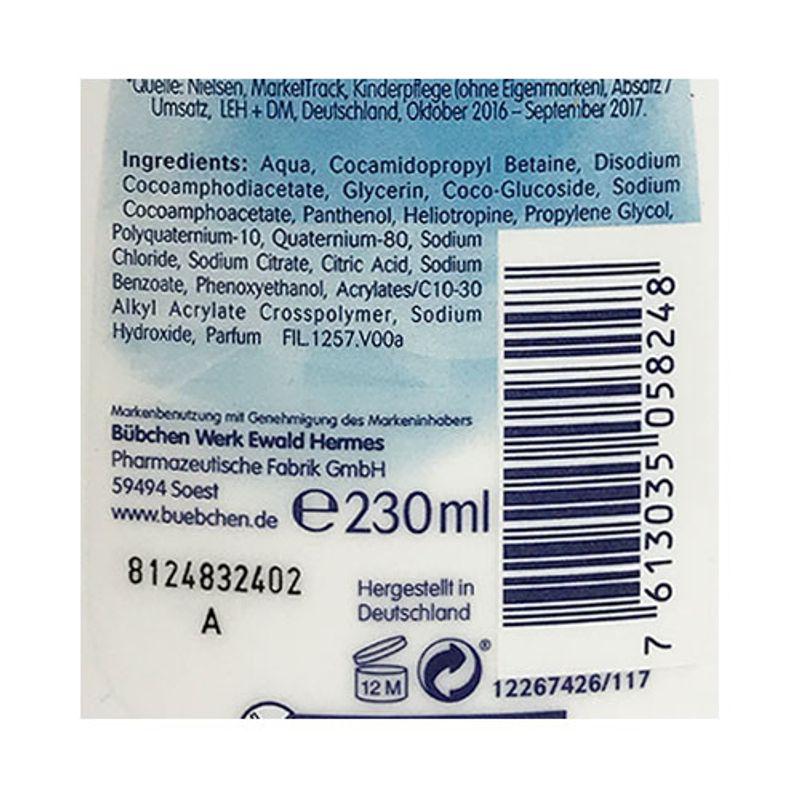 *Quelle: Nielsen, MarketTrack, Kinderpflege (ohne Eigenmarken), Absatz /
Umsatz, LEH + DM, Deutschland, Oktober 2016 – September 2017.
Ingredients: Aqua, Cocamidopropyl Betaine, Disodium
Cocoamphodiacetate, Glycerin, Coco-Glucoside, Sodium
Cocoamphoacetate, Panthenol, Heliotropine, Propylene Glycol,
Polyquaternium-10, Quaternium-80, Sodium
Chloride, Sodium Citrate, Citric Acid, Sodium
Benzoate, Phenoxyethanol, Acrylates/C10-30
Alkyl Acrylate Crosspolymer, Sodium
Hydroxide, Parfum FIL.1257.V00a
Markenbenutzung mit Genehmigung des Markeninhabers
Bübchen Werk Ewald Hermes
Pharmazeutische Fabrik GmbH
59494 Soest
www.buebchen.de
℮230ml
7 613035 058248
8124832402
A
Hergestellt in
Deutschland
12 M
®
12267426/117